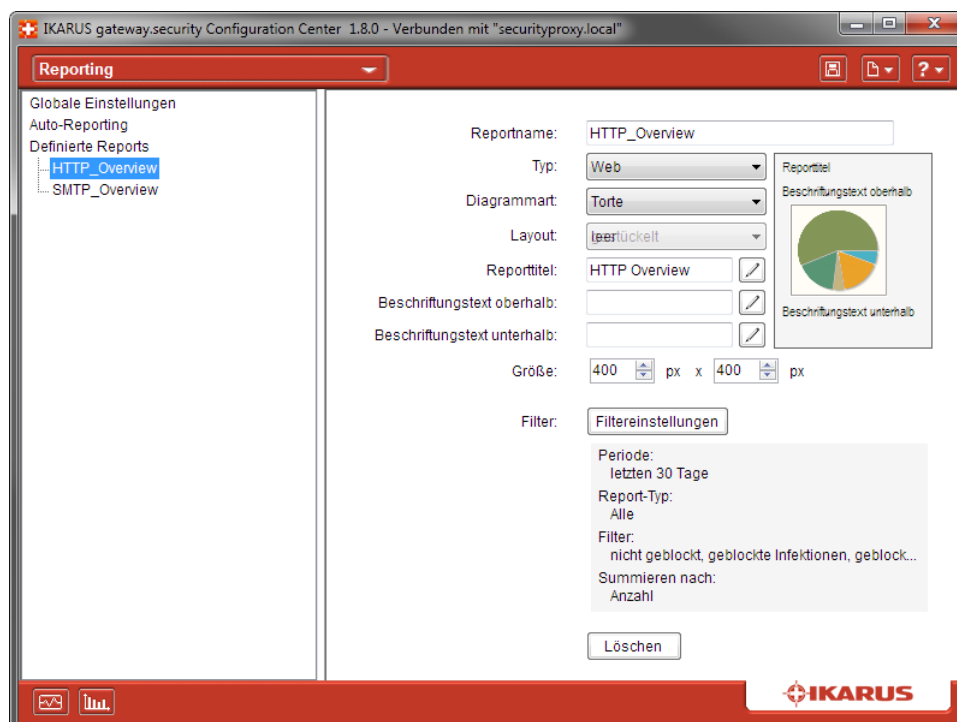 IKARUS gateway.security Configuration Center 1.8.0 - Verbunden mit "securityproxy.local"
Reporting
?
Globale Einstellungen
Auto-Reporting
Definierte Reports
HTTP_Overview
SMTP_Overview
Reportname: HTTP_Overview
Typ: Web
Diagrammart: Torte
Layout:
Reporttitel: HTTP Overview
Beschriftungstext oberhalb:
Beschriftungstext unterhalb:
Reporttitel
Beschriftungstext oberhalb
Beschriftungstext unterhalb
Größe: 400 px x 400 px
Filter: Filtereinstellungen
Periode:
letzten 30 Tage
Report-Typ:
Alle
Filter:
nicht geblockt, geblockte Infektionen, geblock...
Summieren nach:
Anzahl
Löschen
IKARUS